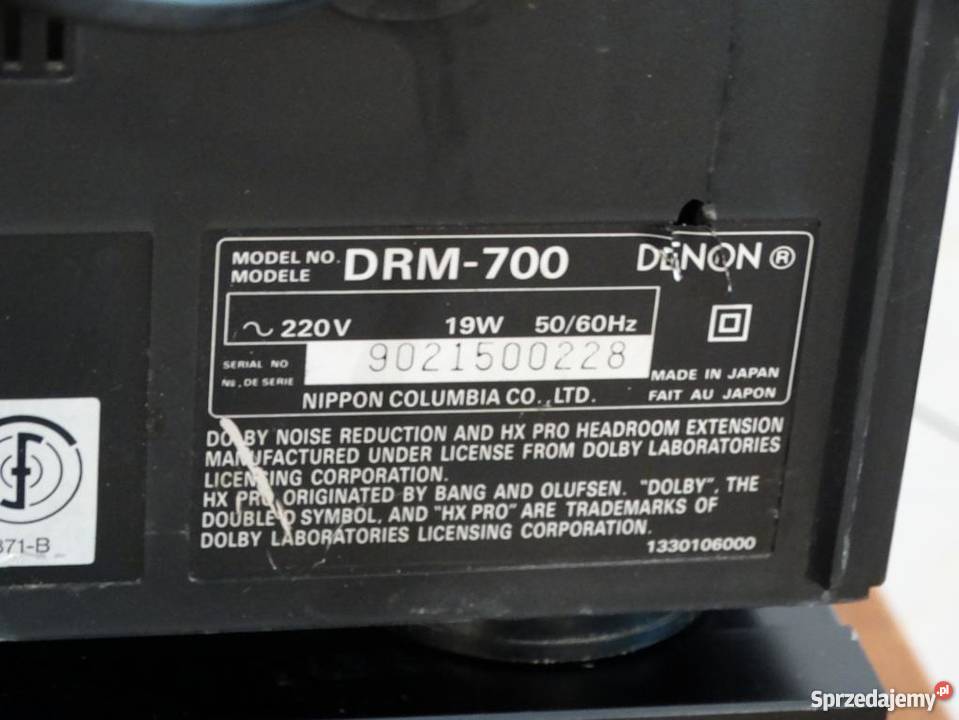 MODEL NO. DRM-700 DENON ®
MODELE
~ 220V 19W 50/60Hz
SERIAL NO 9021500228
No. DE SERIE
MADE IN JAPAN
NIPPON COLUMBIA CO.,LTD. FAIT AU JAPON
DOLBY NOISE REDUCTION AND HX PRO HEADROOM EXTENSION
MANUFACTURED UNDER LICENSE FROM DOLBY LABORATORIES
LICENSING CORPORATION.
HX PRO ORIGINATED BY BANG AND OLUFSEN. "DOLBY", THE
DOUBLE-D SYMBOL, AND "HX PRO" ARE TRADEMARKS OF
DOLBY LABORATORIES LICENSING CORPORATION.
1330106000
371-B
Sprzedajemy.pl